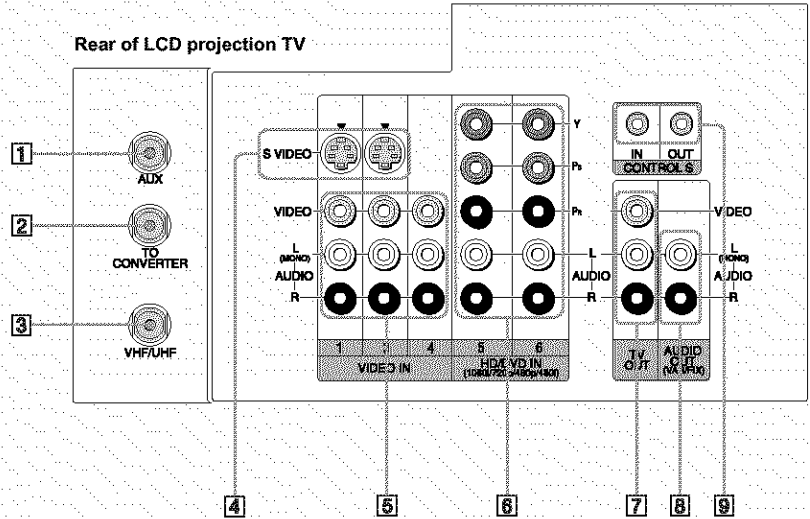 Rear of LCD projection TV
1
AUX
2
TO
CONVERTER
3
VHF/UHF
S VIDEO
VIDEO
L
(MONO)
AUDIO
R
1
3
4
VIDEO IN
Y
PB
PR
L
AUDIO
R
5
6
HD/DVD IN
(1080i/720p/480p/480i)
IN
OUT
CONTROL S
VIDEO
L
(MONO)
AUDIO
R
TV
OUT
AUDIO
OUT
(VAR/FIX)
4
5
6
7
8
9